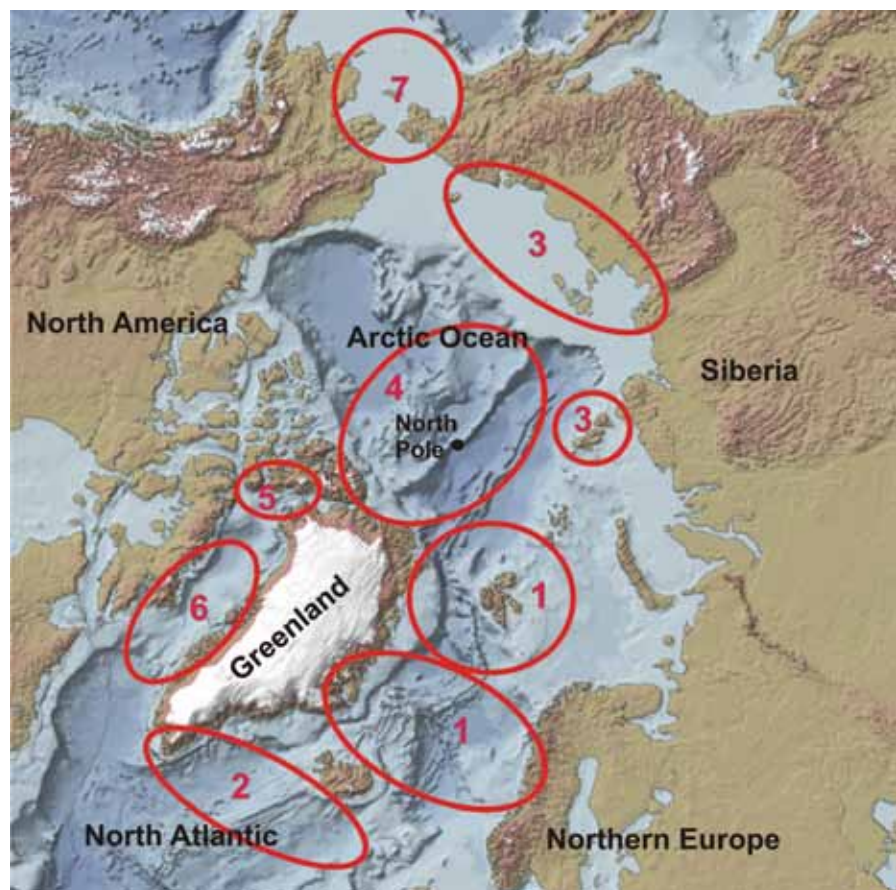 7
3
North America
Arctic Ocean
Siberia
4
North
Pole
3
5
6
1
Greenland
1
2
North Atlantic
Northern Europe